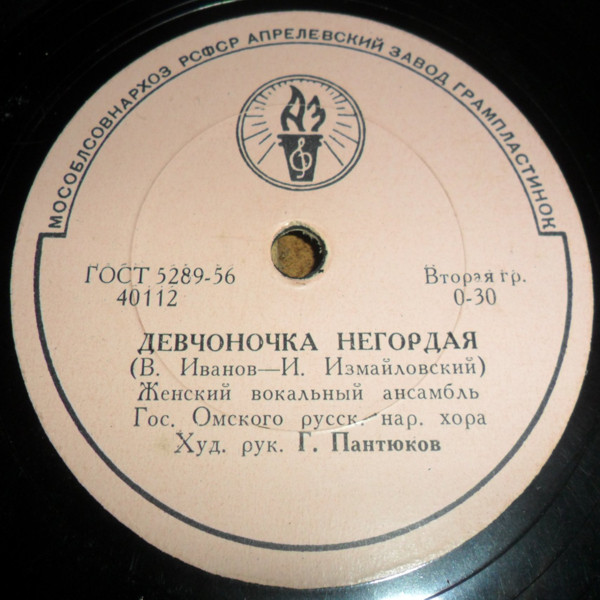 МОСОБЛСОВНАРХОЗ РСФСР АПРЕЛЕВСКИЙ ЗАВОД ГРАМПЛАСТИНОК
АЗ
ГОСТ 5289-56
40112
Вторая гр.
0-30
ДЕВЧОНОЧКА НЕГОРДАЯ
(В. Иванов—И. Измайловский)
Женский вокальный ансамбль
Гос. Омского русск. нар. хора
Худ. рук. Г. Пантюков